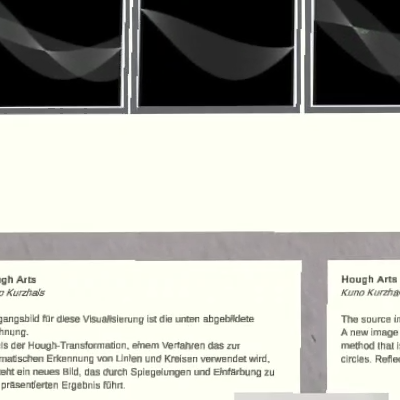 gh Arts
Kurzhals
gangsbild für diese Visualisierung ist die unten abgebildete
hnung.
ls der Hough-Transformation, einem Verfahren das zur
matischen Erkennung von Linien und Kreisen verwendet wird,
eht ein neues Bild, das durch Spiegelungen und Einfärbung zu
präsentierten Ergebnis führt.
Hough Arts
Kuno Kurzha
The source i
A new image
method that i
circles. Refle